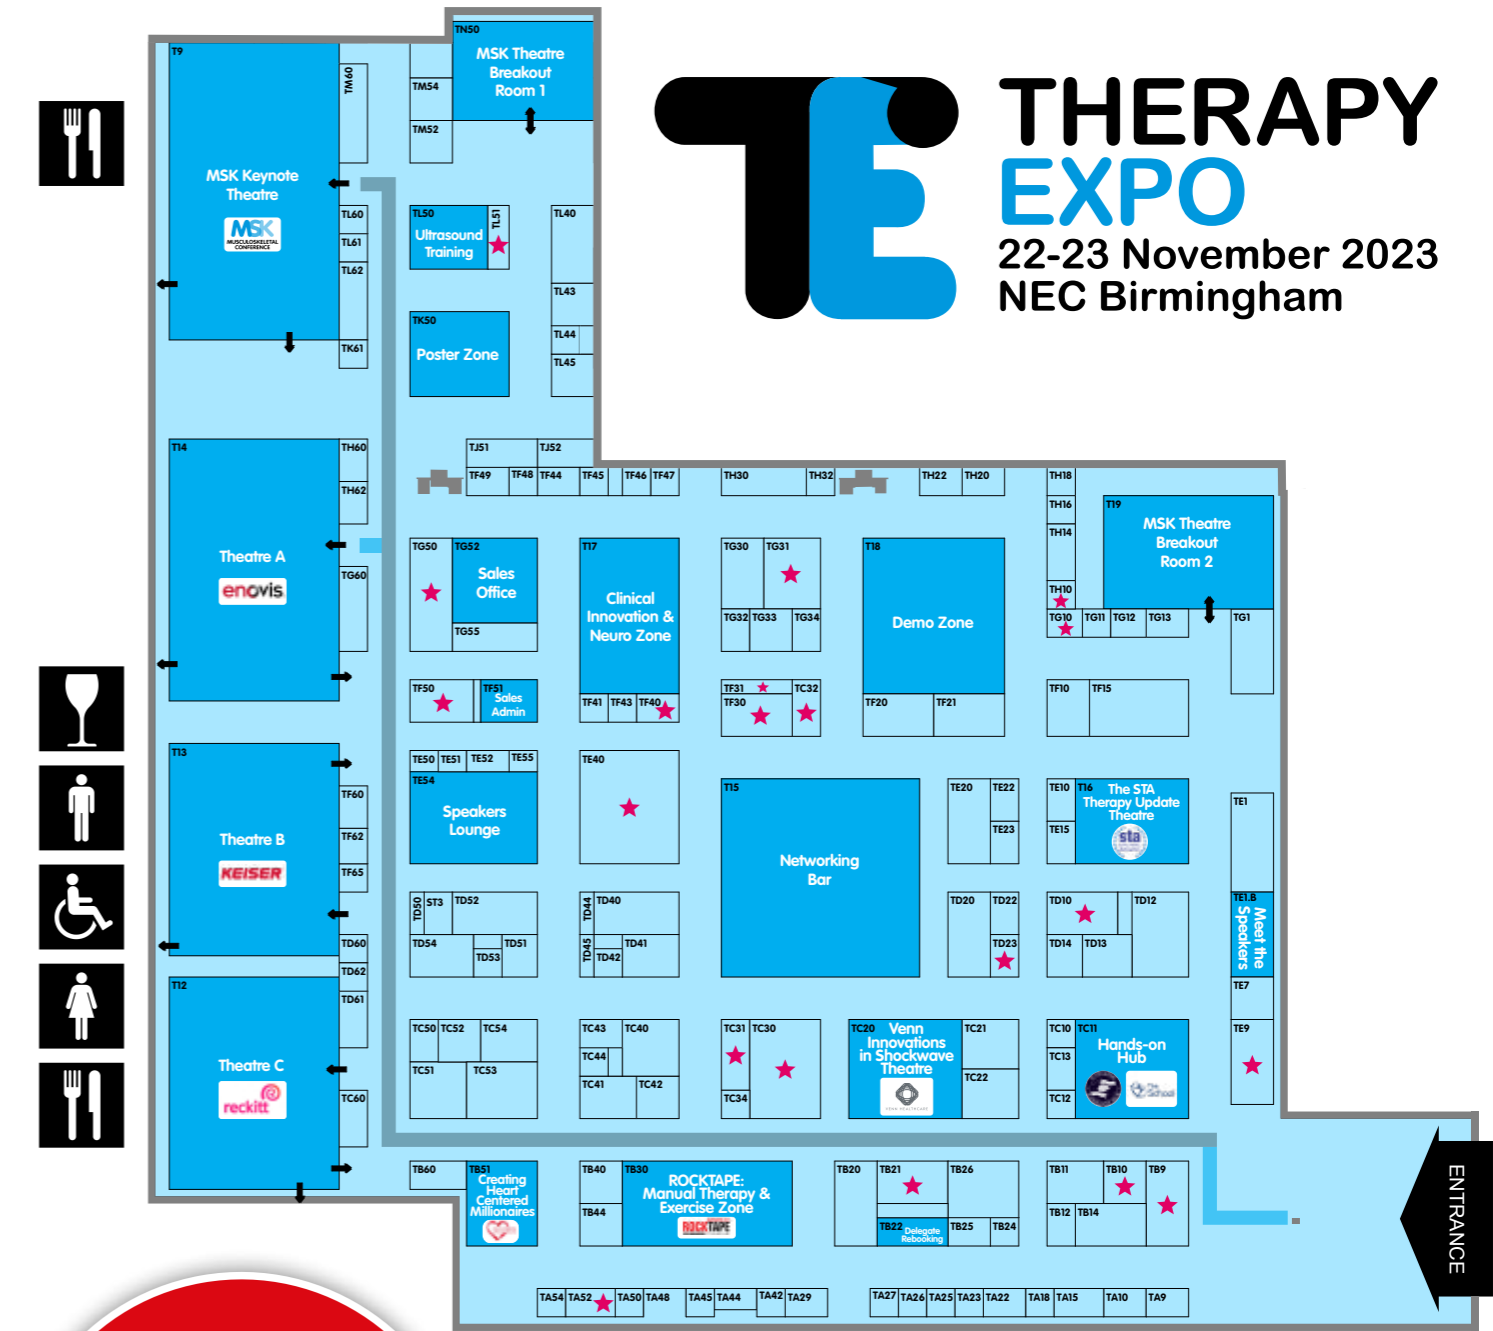 THERAPY
EXPO
22-23 November 2023
NEC Birmingham
TN50
MSK Theatre
Breakout
Room 1
T9
MSK Keynote
Theatre
MSK
MUSCULOSKELETAL
CONFERENCE
TM60
TM54
TM52
TL60
TL61
TL62
TK61
TL50
Ultrasound
Training
TL51
TL40
TL43
TL44
TL45
TK50
Poster Zone
T14
Theatre A
enovis
TH60
TH62
TG60
TJ51
TJ52
TF49
TF48
TF44
TF45
TF46
TF47
TH30
TH32
TH22
TH20
TH18
TH16
TH14
TH10
T19
MSK Theatre
Breakout
Room 2
TG10
TG11
TG12
TG13
TG1
TG50
TG52
Sales
Office
TG55
T17
Clinical
Innovation &
Neuro Zone
TG30
TG31
TG32
TG33
TG34
T18
Demo Zone
TF50
TF51
Sales
Admin
TF41
TF43
TF40
TF31
TF30
TC32
TF20
TF21
TF10
TF15
T13
Theatre B
KEISER
TF60
TF62
TF65
TD60
TD62
TD61
TE50
TE51
TE52
TE55
TE54
Speakers
Lounge
TE40
T15
Networking
Bar
TE20
TE22
TE23
TE10
T16
The STA
Therapy Update
Theatre
sta
TE15
TE1
TD50
ST3
TD52
TD54
TD53
TD51
TD44
TD40
TD45
TD42
TD41
TD20
TD22
TD23
TD10
TD12
TD14
TD13
TE1.B
Meet the
Speakers
TE7
TE9
T12
Theatre C
reckitt
TC60
TC50
TC52
TC54
TC51
TC53
TC43
TC40
TC44
TC41
TC42
TC31
TC30
TC34
TC20
Venn
Innovations
in Shockwave
Theatre
VENN HEALTHCARE
TC21
TC22
TC10
TC11
Hands-on
Hub
TC13
TC12
TB60
TB51
Creating
Heart
Centered
Millionaires
TB40
TB44
TB30
ROCKTAPE:
Manual Therapy &
Exercise Zone
ROCKTAPE
TB20
TB21
TB26
TB22
Delegate
Rebooking
TB25
TB24
TB11
TB10
TB9
TB12
TB14
ENTRANCE
TA54
TA52
TA50
TA48
TA45
TA44
TA42
TA29
TA27
TA26
TA25
TA23
TA22
TA18
TA15
TA10
TA9